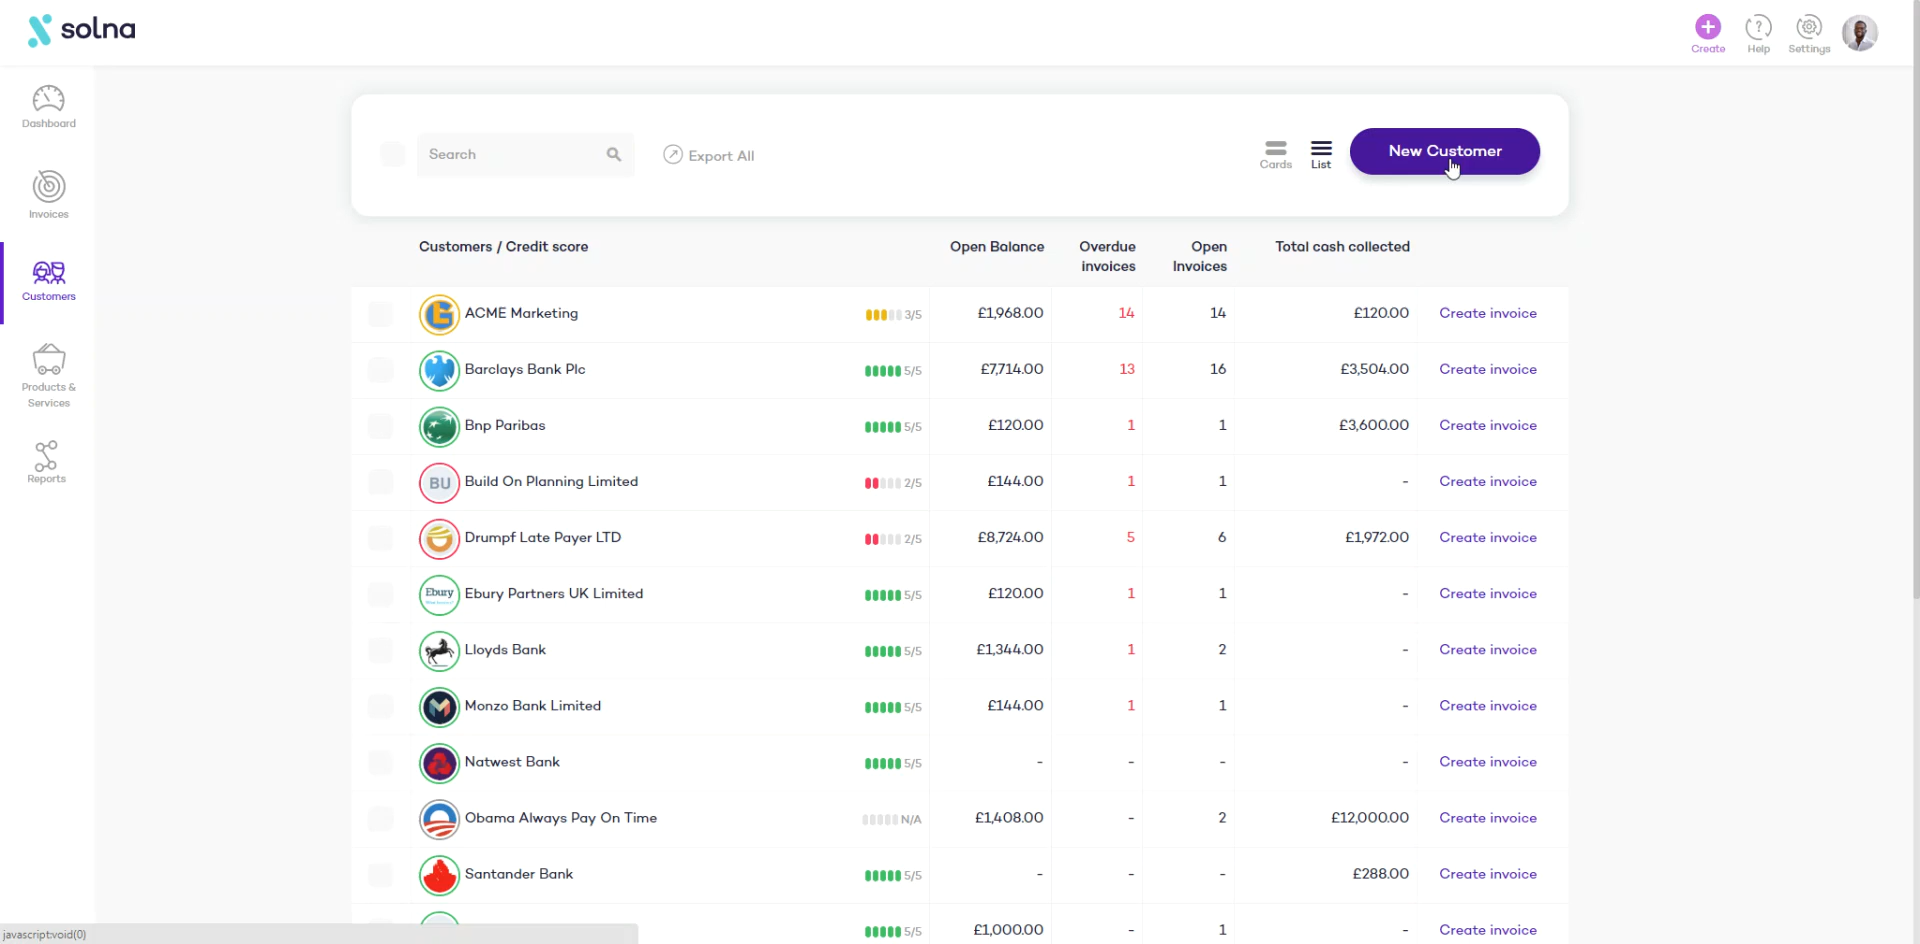 solna
Create
Help
Settings
Dashboard
Invoices
Customers
Products &
Services
Reports
Search
Export All
Cards
List
New Customer
Customers / Credit score
Open Balance
Overdue
invoices
Open
Invoices
Total cash collected
ACME Marketing 3/5 £1,968.00 14 14 £120.00 Create invoice
Barclays Bank Plc 5/5 £7,714.00 13 16 £3,504.00 Create invoice
Bnp Paribas 5/5 £120.00 1 1 £3,600.00 Create invoice
BU Build On Planning Limited 2/5 £144.00 1 1 - Create invoice
Drumpf Late Payer LTD 2/5 £8,724.00 5 6 £1,972.00 Create invoice
Ebury Ebury Partners UK Limited 5/5 £120.00 1 1 - Create invoice
Lloyds Bank 5/5 £1,344.00 1 2 - Create invoice
Monzo Bank Limited 5/5 £144.00 1 1 - Create invoice
Natwest Bank 5/5 - - - - Create invoice
Obama Always Pay On Time N/A £1,408.00 - 2 £12,000.00 Create invoice
Santander Bank 5/5 - - - £288.00 Create invoice
5/5 £1,000.00 - 1 - Create invoice
javascript:void(0)